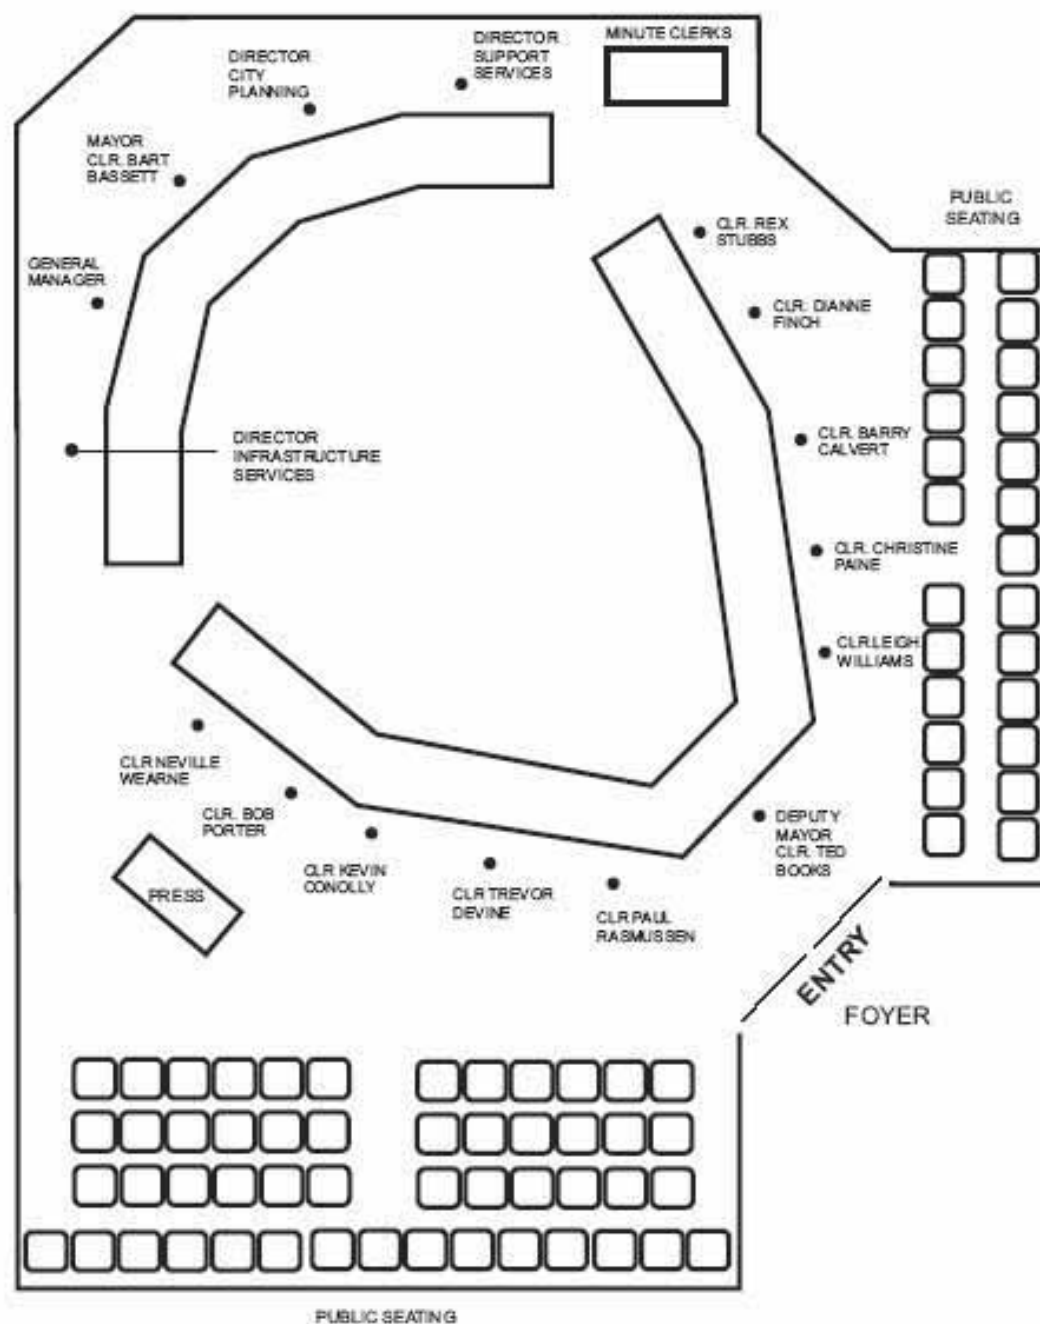 MINUTE CLERKS
DIRECTOR
SUPPORT
SERVICES
DIRECTOR
CITY
PLANNING
MAYOR
CLR. BART
BASSETT
GENERAL
MANAGER
DIRECTOR
INFRASTRUCTURE
SERVICES
PUBLIC
SEATING
CLR. REX
STUBBS
CLR. DIANNE
FINCH
CLR. BARRY
CALVERT
CLR. CHRISTINE
PAINE
CLR.LEIGH
WILLIAMS
DEPUTY
MAYOR
CLR. TED
BOOKS
CLR PAUL
RASMUSSEN
CLR TREVOR
DEVINE
CLR KEVIN
CONOLLY
CLR. BOB
PORTER
CLR NEVILLE
WEARNE
PRESS
ENTRY
FOYER
PUBLIC SEATING